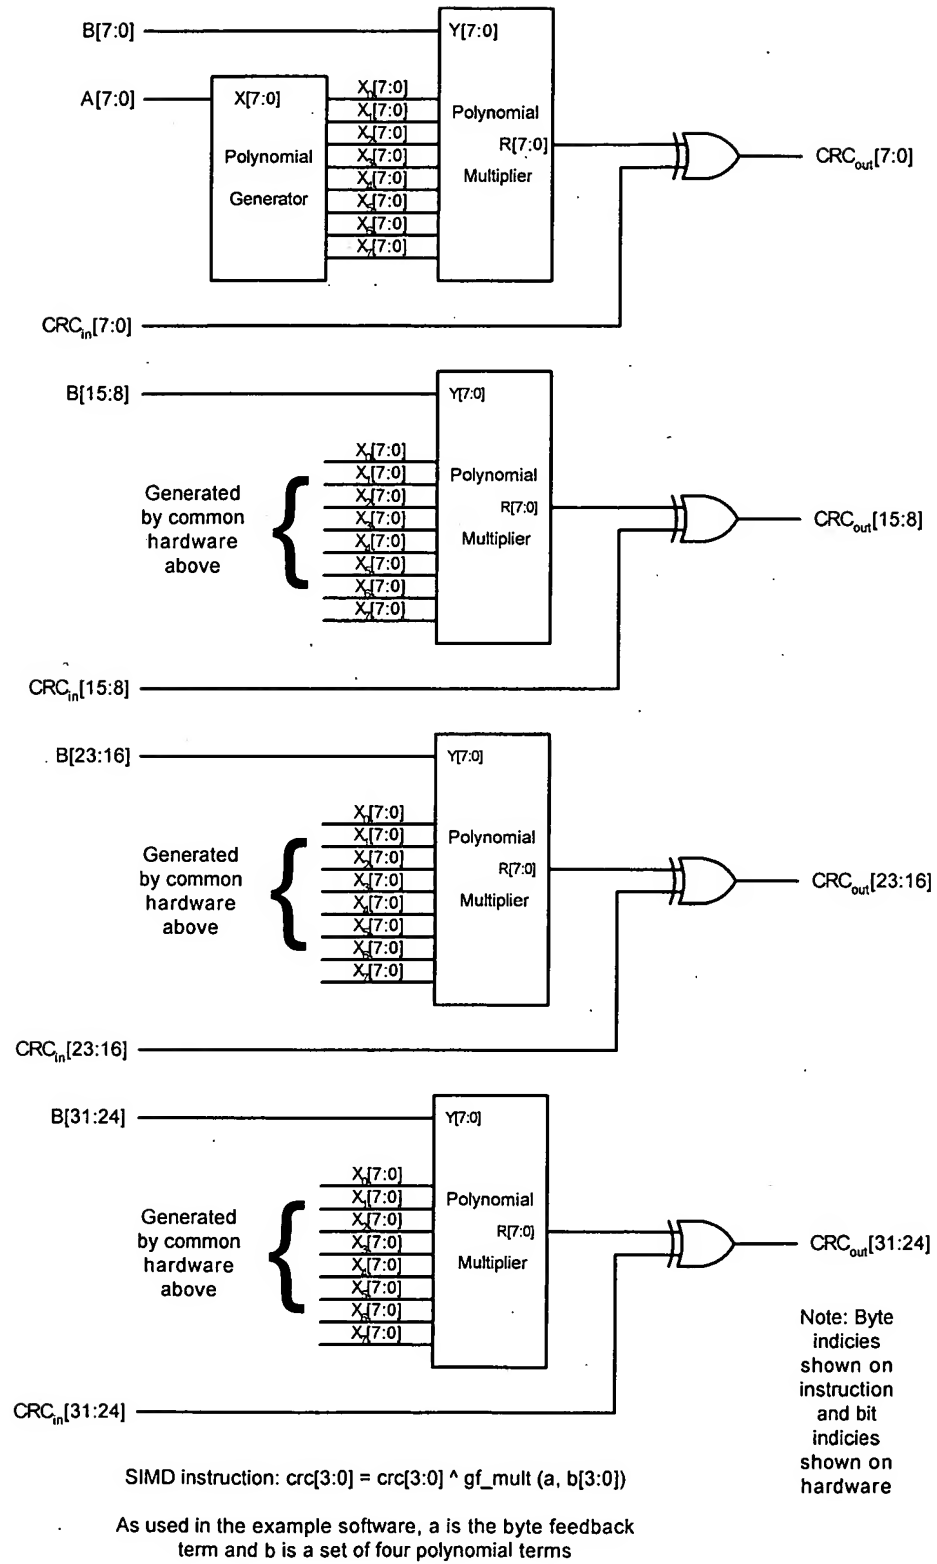 B[7:0]
Y[7:0]
A[7:0]
X[7:0]
Polynomial
Generator
X0[7:0]
X1[7:0]
X2[7:0]
X3[7:0]
X4[7:0]
X5[7:0]
X6[7:0]
X7[7:0]
Polynomial
R[7:0]
Multiplier
CRCout[7:0]
CRCin[7:0]
B[15:8]
Y[7:0]
Generated
by common
hardware
above
X0[7:0]
X1[7:0]
X2[7:0]
X3[7:0]
X4[7:0]
X5[7:0]
X6[7:0]
X7[7:0]
Polynomial
R[7:0]
Multiplier
CRCout[15:8]
CRCin[15:8]
B[23:16]
Y[7:0]
Generated
by common
hardware
above
X0[7:0]
X1[7:0]
X2[7:0]
X3[7:0]
X4[7:0]
X5[7:0]
X6[7:0]
X7[7:0]
Polynomial
R[7:0]
Multiplier
CRCout[23:16]
CRCin[23:16]
B[31:24]
Y[7:0]
Generated
by common
hardware
above
X0[7:0]
X1[7:0]
X2[7:0]
X3[7:0]
X4[7:0]
X5[7:0]
X6[7:0]
X7[7:0]
Polynomial
R[7:0]
Multiplier
CRCout[31:24]
CRCin[31:24]
Note: Byte
indicies
shown on
instruction
and bit
indicies
shown on
hardware
SIMD instruction: crc[3:0] = crc[3:0] ^ gf_mult (a, b[3:0])
As used in the example software, a is the byte feedback
term and b is a set of four polynomial terms